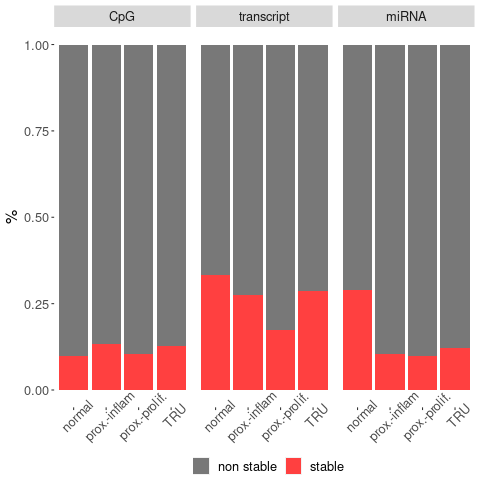 CpG transcript miRNA
1.00
0.75
0.50
0.25
0.00
%
normal prox.-inflam prox.-prolif. TRU normal prox.-inflam prox.-prolif. TRU normal prox.-inflam prox.-prolif. TRU
non stable stable